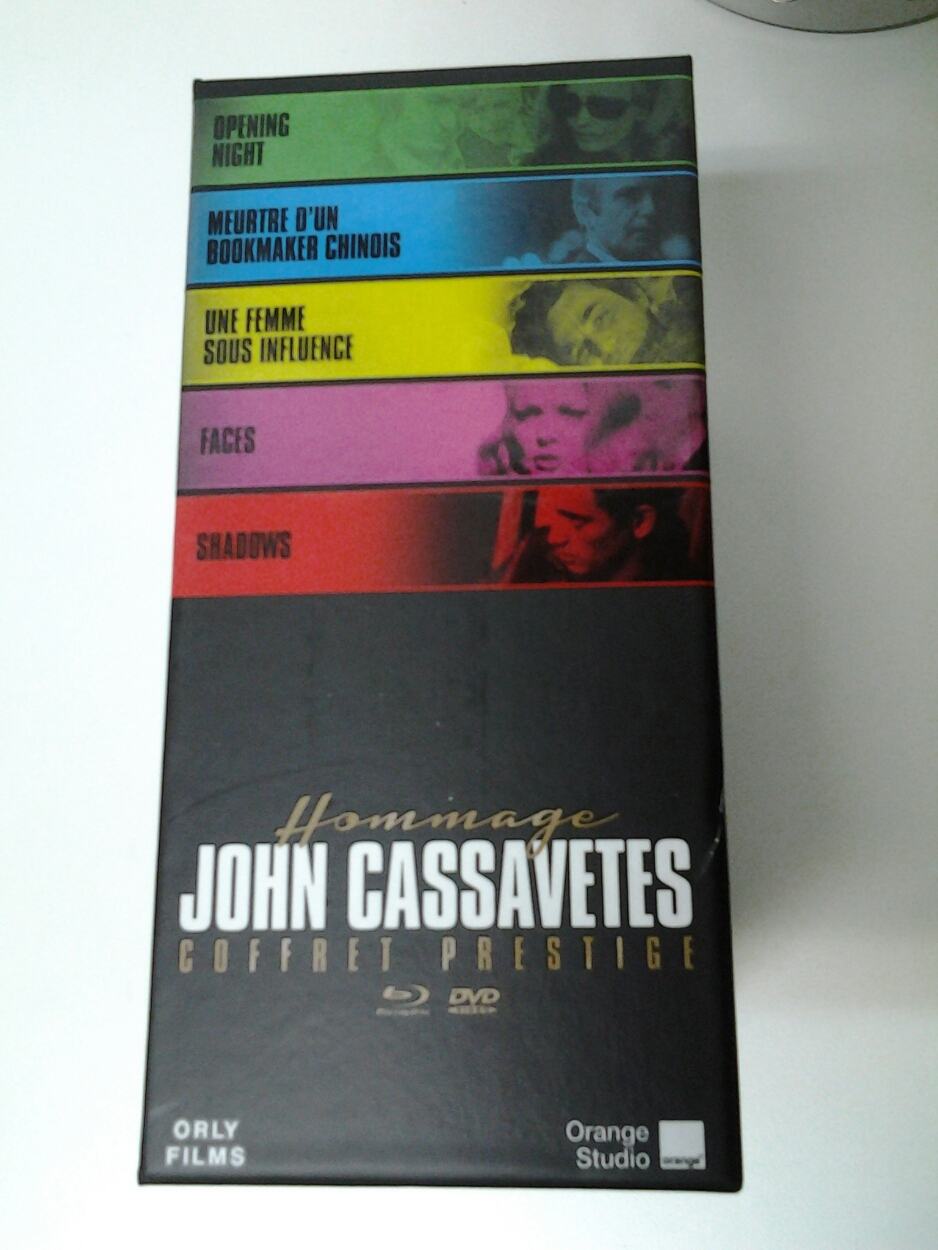 OPENING
NIGHT
MEURTRE D'UN
BOOKMAKER CHINOIS
UNE FEMME
SOUS INFLUENCE
FACES
SHADOWS
Hommage
JOHN CASSAVETES
COFFRET PRESTIGE
DVD
ORLY
FILMS
Orange
Studio
orange